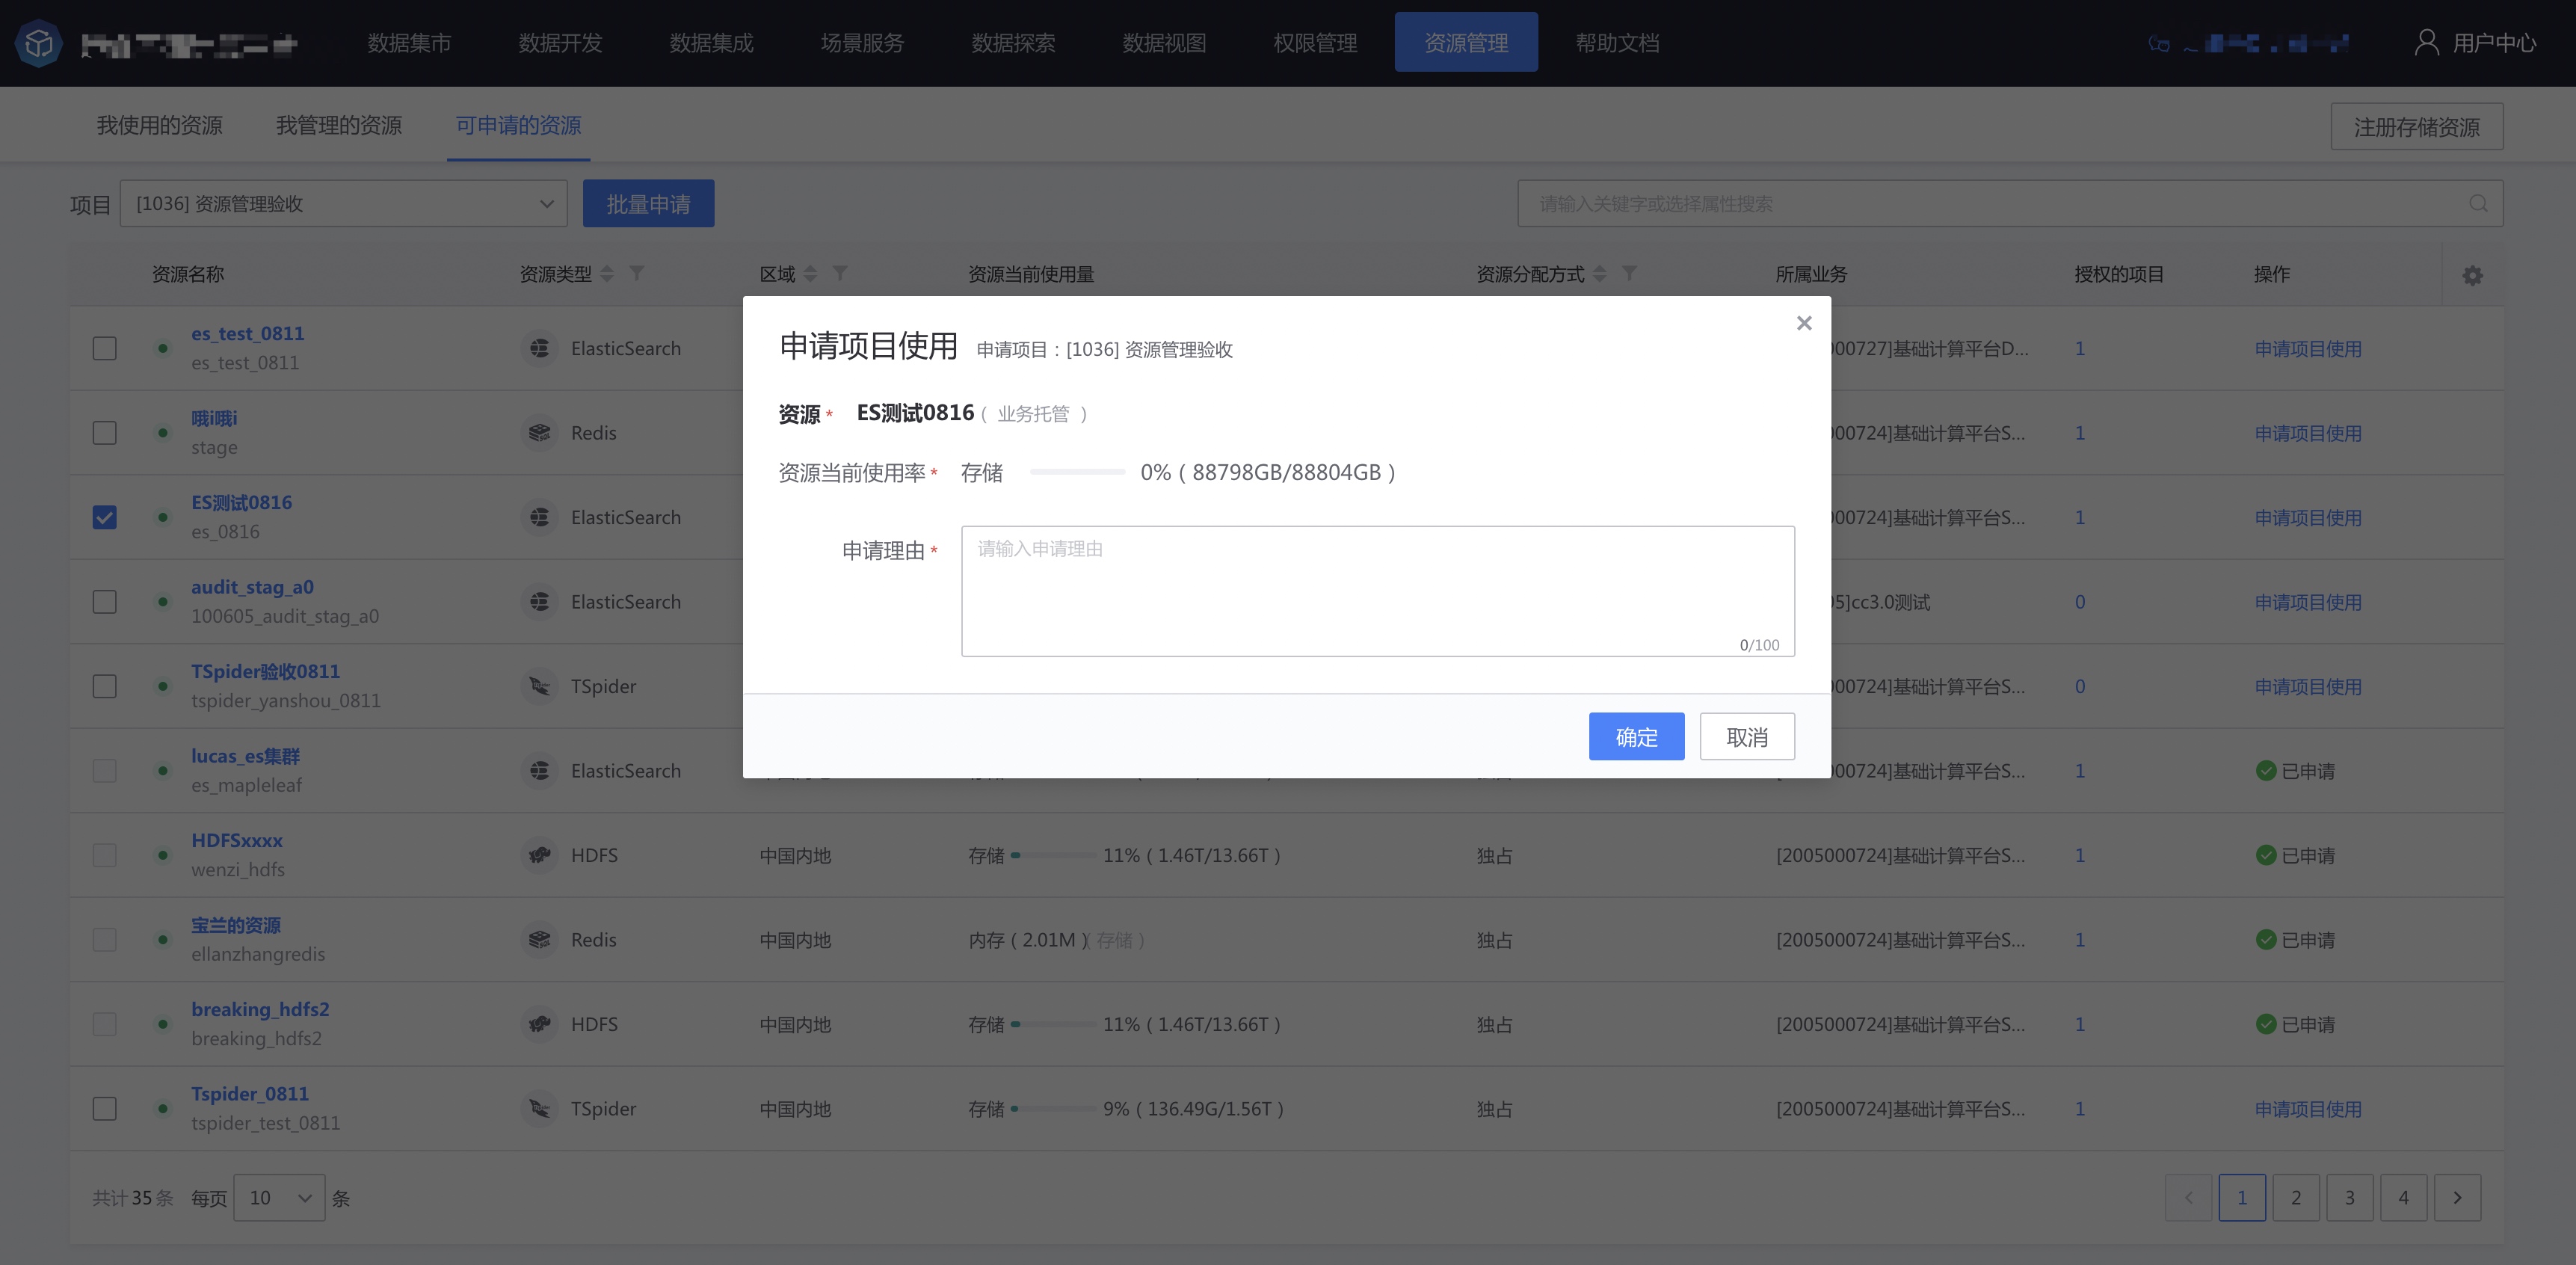 数据集市 数据开发 数据集成 场景服务 数据探索 数据视图 权限管理 资源管理 帮助文档 用户中心
我使用的资源 我管理的资源 可申请的资源 注册存储资源
项目 [1036] 资源管理验收 批量申请 请输入关键字或选择属性搜索
资源名称 资源类型 区域 资源当前使用量 资源分配方式 所属业务 授权的项目 操作
es_test_0811
es_test_0811 ElasticSearch 000727]基础计算平台D... 1 申请项目使用
哦i哦i
stage Redis 000724]基础计算平台S... 1 申请项目使用
ES测试0816
es_0816 ElasticSearch 000724]基础计算平台S... 1 申请项目使用
audit_stag_a0
100605_audit_stag_a0 ElasticSearch 05]cc3.0测试 0 申请项目使用
TSpider验收0811
tspider_yanshou_0811 TSpider 000724]基础计算平台S... 0 申请项目使用
lucas_es集群
es_mapleleaf ElasticSearch 000724]基础计算平台S... 1 已申请
HDFSxxxx
wenzi_hdfs HDFS 中国内地 存储 11% ( 1.46T/13.66T ) 独占 [2005000724]基础计算平台S... 1 已申请
宝兰的资源
ellanzhangredis Redis 中国内地 内存 ( 2.01M )( 存储 ) 独占 [2005000724]基础计算平台S... 1 已申请
breaking_hdfs2
breaking_hdfs2 HDFS 中国内地 存储 11% ( 1.46T/13.66T ) 独占 [2005000724]基础计算平台S... 1 已申请
Tspider_0811
tspider_test_0811 TSpider 中国内地 存储 9% ( 136.49G/1.56T ) 独占 [2005000724]基础计算平台S... 1 申请项目使用
共计35条 每页 10 条 1 2 3 4
申请项目使用 申请项目：[1036] 资源管理验收
资源 * ES测试0816 ( 业务托管 )
资源当前使用率 * 存储 0% ( 88798GB/88804GB )
申请理由 * 请输入申请理由
0/100
确定 取消